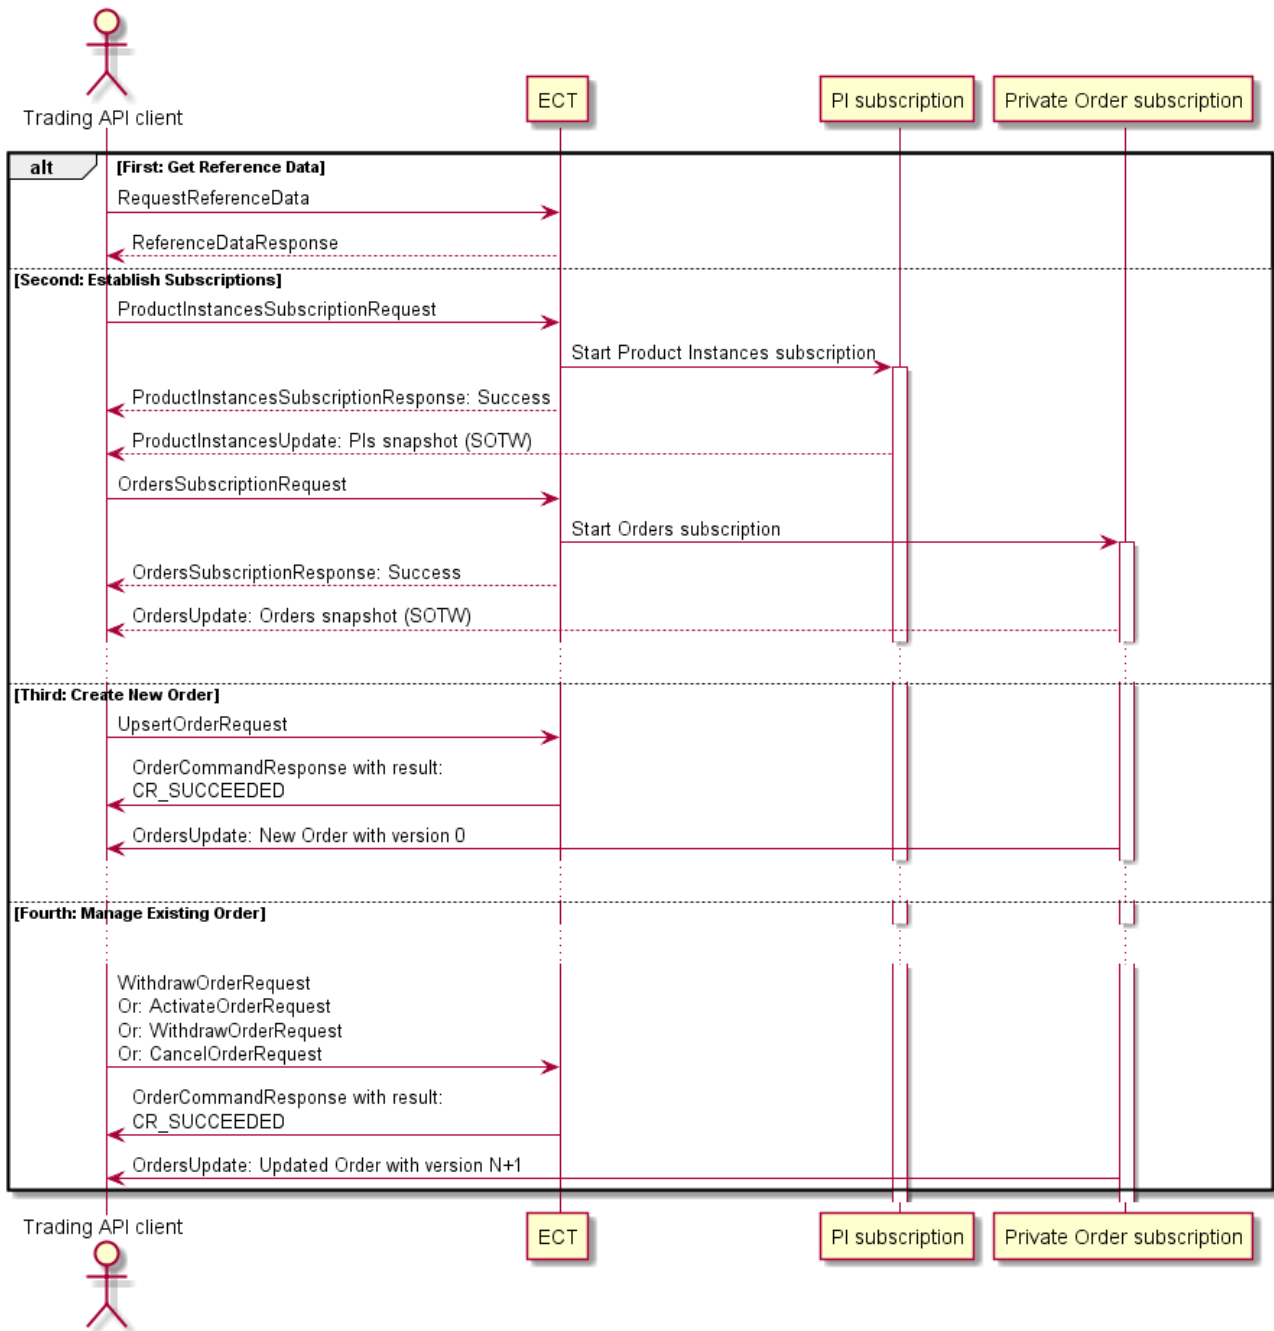 Trading API client
ECT
PI subscription
Private Order subscription
alt
[First: Get Reference Data]
RequestReferenceData
ReferenceDataResponse
[Second: Establish Subscriptions]
ProductInstancesSubscriptionRequest
Start Product Instances subscription
ProductInstancesSubscriptionResponse: Success
ProductInstancesUpdate: PIs snapshot (SOTW)
OrdersSubscriptionRequest
Start Orders subscription
OrdersSubscriptionResponse: Success
OrdersUpdate: Orders snapshot (SOTW)
[Third: Create New Order]
UpsertOrderRequest
OrderCommandResponse with result:
CR_SUCCEEDED
OrdersUpdate: New Order with version 0
[Fourth: Manage Existing Order]
WithdrawOrderRequest
Or: ActivateOrderRequest
Or: WithdrawOrderRequest
Or: CancelOrderRequest
OrderCommandResponse with result:
CR_SUCCEEDED
OrdersUpdate: Updated Order with version N+1
Trading API client
ECT
PI subscription
Private Order subscription